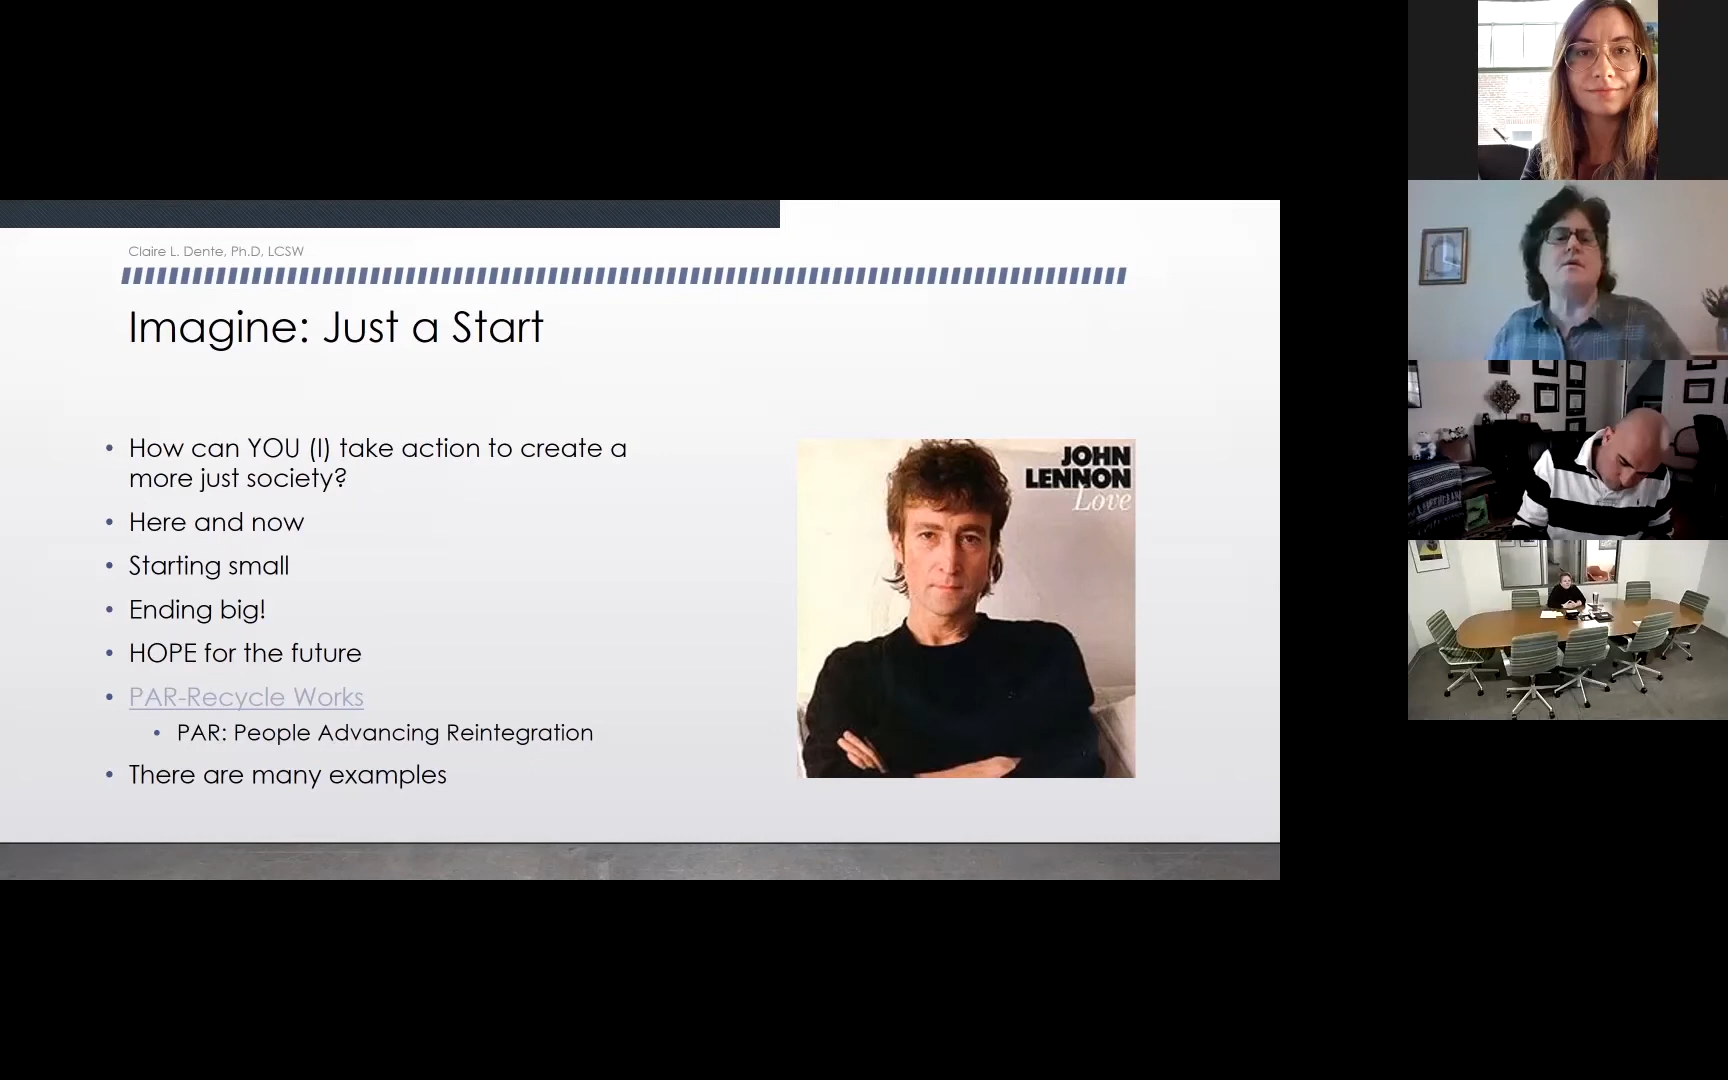 Claire L. Dente, Ph.D, LCSW
Imagine: Just a Start
• How can YOU (I) take action to create a
more just society?
• Here and now
• Starting small
• Ending big!
• HOPE for the future
• PAR-Recycle Works
• PAR: People Advancing Reintegration
• There are many examples
JOHN
LENNON
Love